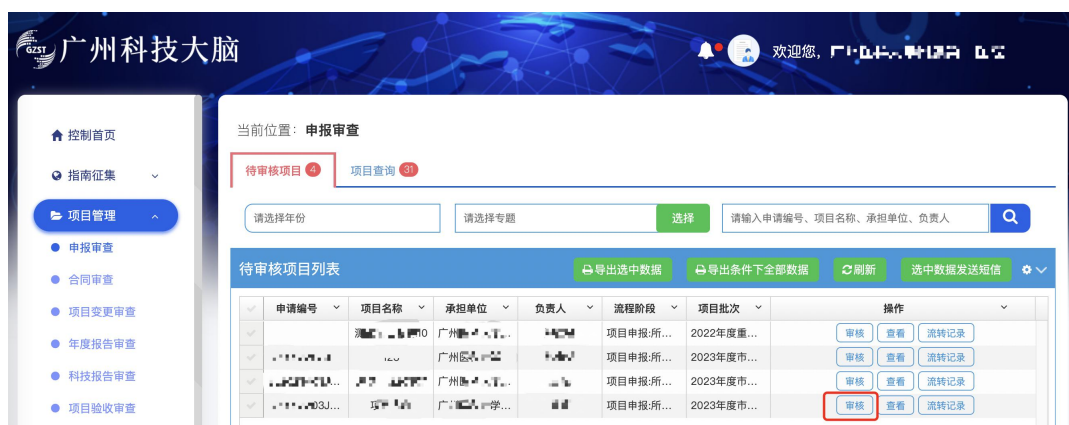 GZST 广州科技大脑
欢迎您,
控制首页
指南征集
项目管理
申报审查
合同审查
项目变更审查
年度报告审查
科技报告审查
项目验收审查
当前位置: 申报审查
待审核项目 4 项目查询 31
请选择年份 请选择专题 选择 请输入申请编号、项目名称、承担单位、负责人
待审核项目列表 导出选中数据 导出条件下全部数据 刷新 选中数据发送短信
申请编号 项目名称 承担单位 负责人 流程阶段 项目批次 操作
广州 项目申报:所... 2022年度重... 审核 查看 流转记录
广州医 项目申报:所... 2023年度市... 审核 查看 流转记录
广州 项目申报:所... 2023年度市... 审核 查看 流转记录
03J... 学... 项目申报:所... 2023年度市... 审核 查看 流转记录